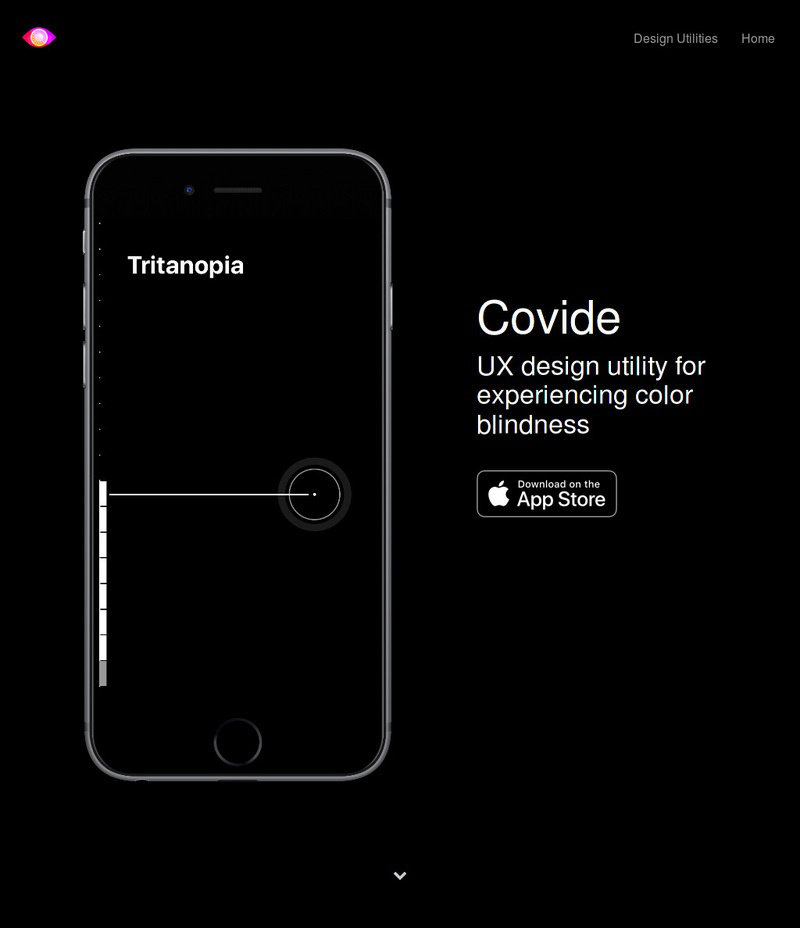 Design Utilities
Home
Tritanopia
Covide
UX design utility for
experiencing color
blindness
Download on the
App Store